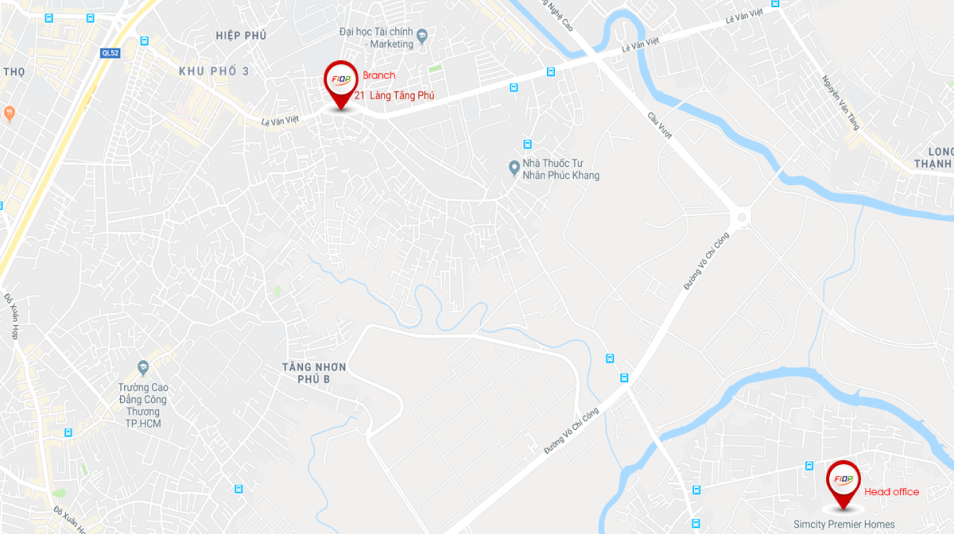 ng Nghệ Cao
Lê Văn Việt
HIỆP PHÚ
Đại học Tài chính
- Marketing
Lê Văn Việt
QL52
THỌ
KHU PHỐ 3
FIDP
Branch
21 Làng Tăng Phú
Nguyễn Văn Tăng
Lê Văn Việt
Cầu Vượt
LONG
THẠNH
Nhà Thuốc Tư
Nhân Phúc Khang
Đường Võ Chí Công
Đỗ Xuân Hợp
TĂNG NHƠN
PHÚ B
Trường Cao
Đẳng Công
Thương
TP.HCM
Đường Võ Chí Công
FIDP
Head office
Đỗ Xuân H
Simcity Premier Homes